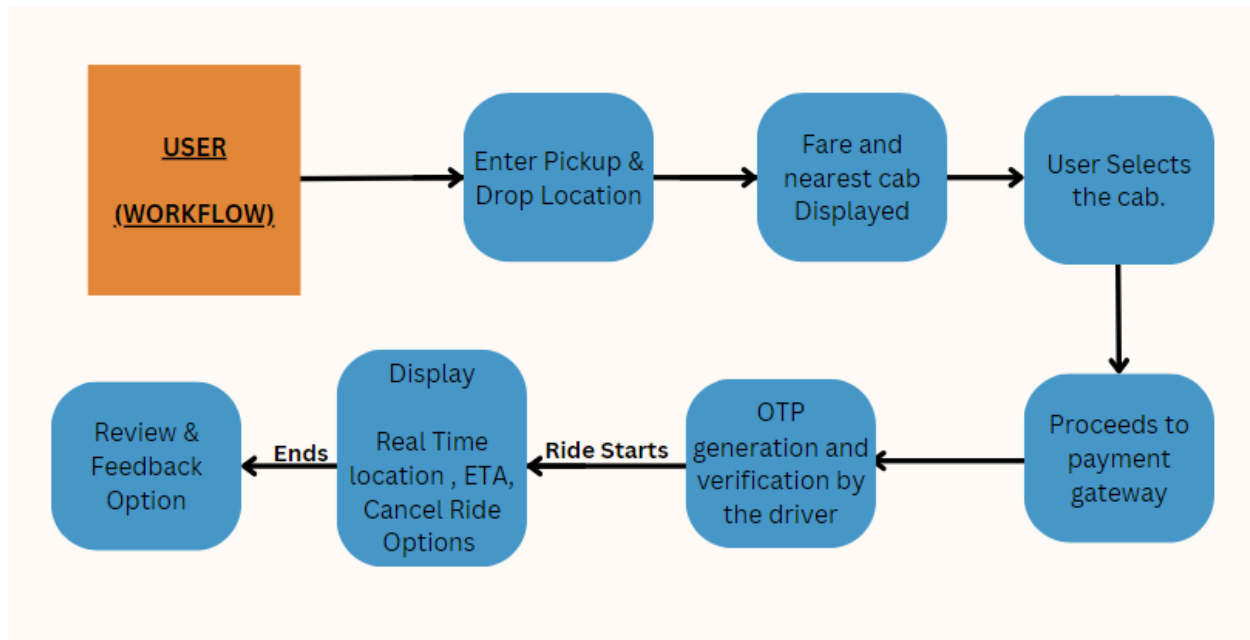 USER
(WORKFLOW)
Enter Pickup &
Drop Location
Fare and
nearest cab
Displayed
User Selects
the cab.
Proceeds to
payment
gateway
OTP
generation and
verification by
the driver
Ride Starts
Display
Real Time
location , ETA,
Cancel Ride
Options
Ends
Review &
Feedback
Option